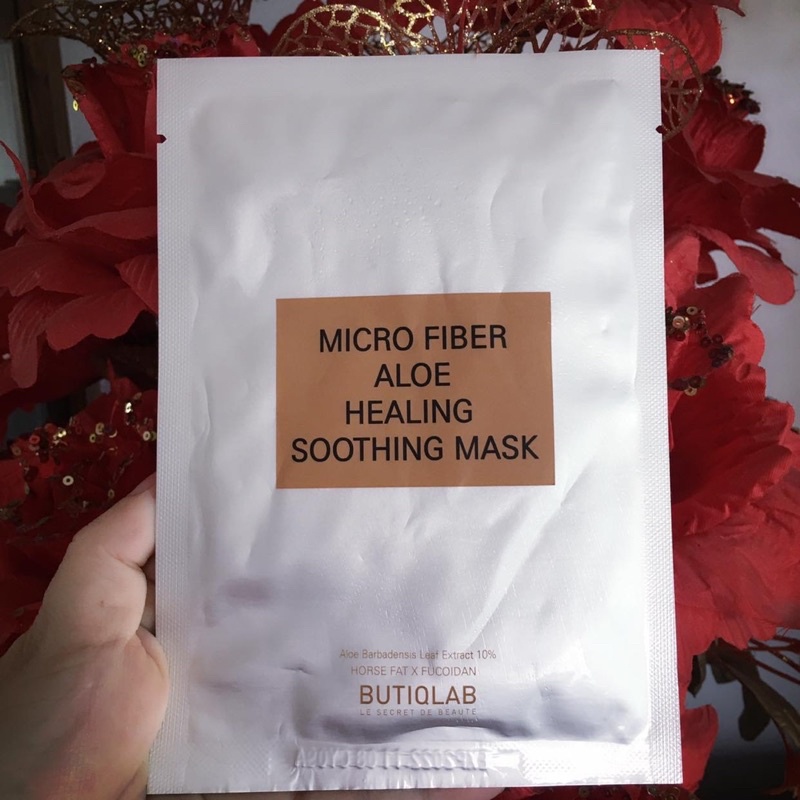 MICRO FIBER
ALOE
HEALING
SOOTHING MASK
Aloe Barbadensis Leaf Extract 10%
HORSE FAT X FUCOIDAN
BUTIQLAB
LE SECRET DE BEAUTE